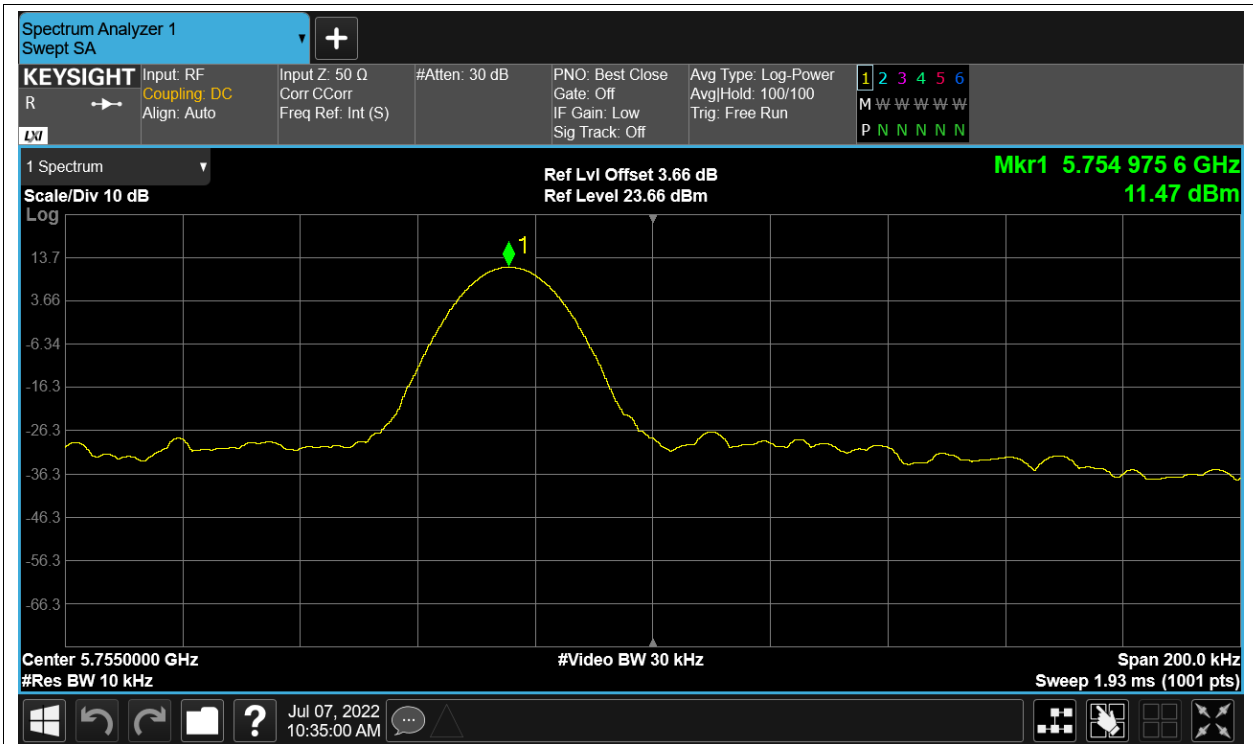 Spectrum Analyzer 1
Swept SA
KEYSIGHT
R
LXI
Input: RF
Coupling: DC
Align: Auto
Input Z: 50 Ω
Corr CCorr
Freq Ref: Int (S)
#Atten: 30 dB
PNO: Best Close
Gate: Off
IF Gain: Low
Sig Track: Off
Avg Type: Log-Power
Avg|Hold: 100/100
Trig: Free Run
1 2 3 4 5 6
M W W W W W
P N N N N N
1 Spectrum
Scale/Div 10 dB
Log
Ref Lvl Offset 3.66 dB
Ref Level 23.66 dBm
Mkr1 5.754 975 6 GHz
11.47 dBm
1
13.7
3.66
-6.34
-16.3
-26.3
-36.3
-46.3
-56.3
-66.3
Center 5.7550000 GHz
#Video BW 30 kHz
Span 200.0 kHz
#Res BW 10 kHz
Sweep 1.93 ms (1001 pts)
?
Jul 07, 2022
10:35:00 AM